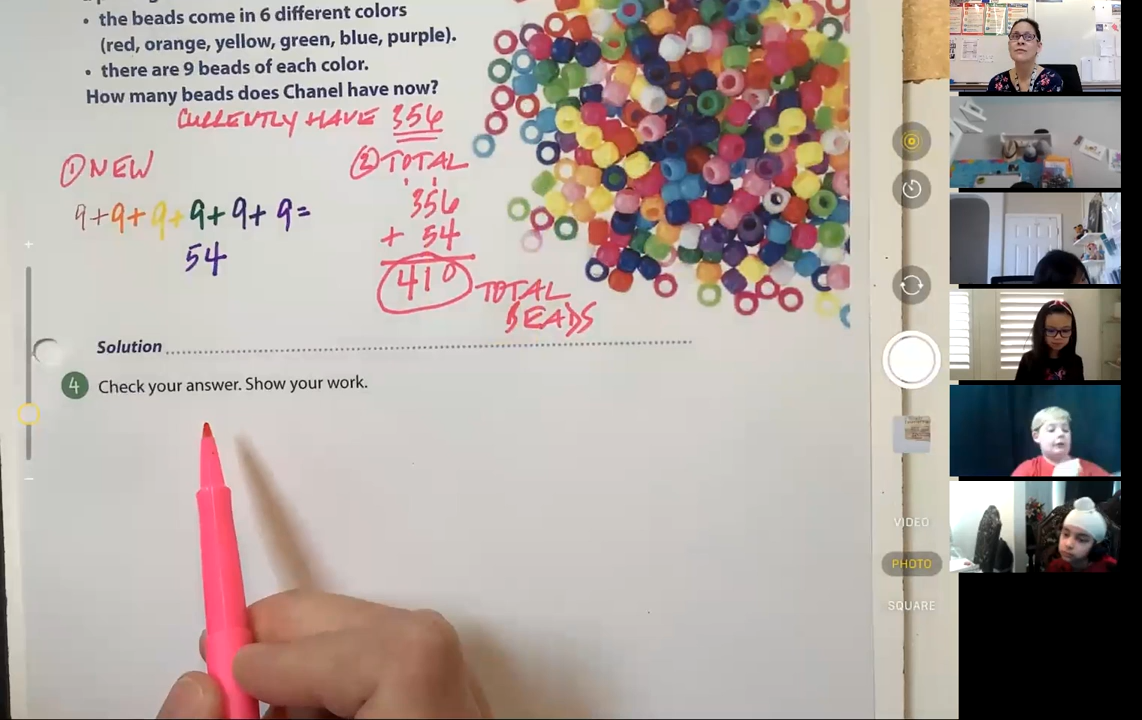 • the beads come in 6 different colors
(red, orange, yellow, green, blue, purple).
• there are 9 beads of each color.
How many beads does Chanel have now?
CURRENTLY HAVE 356
① NEW
9+9+9+9+9+9=
54
② TOTAL
1 1
356
+ 54
410 TOTAL
BEADS
Solution
4 Check your answer. Show your work.
VIDEO
PHOTO
SQUARE